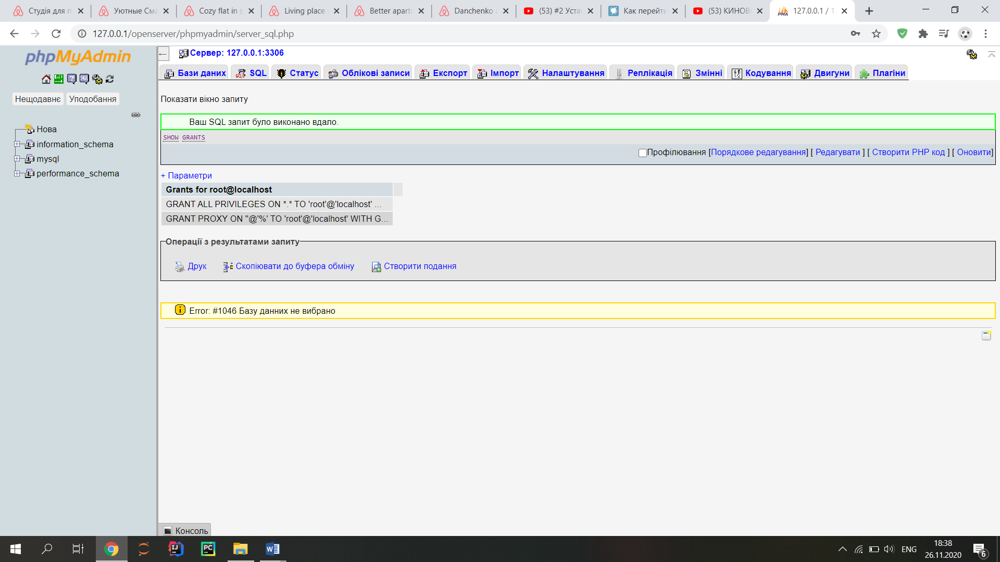 Студія для п
Уютные Сма
Cozy flat in s
Living place
Better apart
Danchenko a
(53) #2 Уста
Как перейти
(53) КИНОВ
127.0.0.1 / 1
127.0.0.1/openserver/phpmyadmin/server_sql.php
phpMyAdmin
Нещодавнє
Уподобання
Нова
information_schema
mysql
performance_schema
Сервер: 127.0.0.1:3306
Бази даних
SQL
Статус
Облікові записи
Експорт
Імпорт
Налаштування
Реплікація
Змінні
Кодування
Двигуни
Плагіни
Показати вікно запиту
Ваш SQL запит було виконано вдало.
SHOW GRANTS
Профілювання [Порядкове редагування] [ Редагувати ] [ Створити PHP код ] [ Оновити]
+ Параметри
Grants for root@localhost
GRANT ALL PRIVILEGES ON *.* TO 'root'@'localhost' ...
GRANT PROXY ON ''@'%' TO 'root'@'localhost' WITH G...
Операції з результатами запиту
Друк
Скопіювати до буфера обміну
Створити подання
Error: #1046 Базу данних не вибрано
Консоль
ENG
18:38
26.11.2020
6